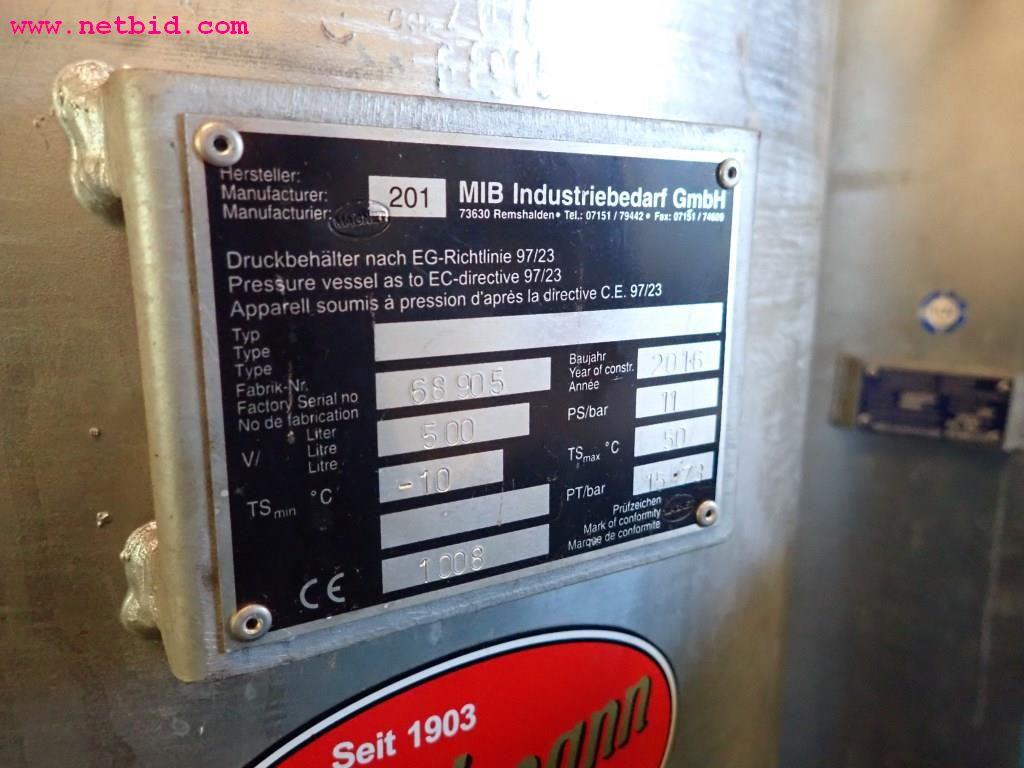 www.netbid.com
Hersteller:
Manufacturer:
Manufacturier:
201
MIB Industriebedarf GmbH
73630 Remshalden • Tel.: 07151 / 79442 • Fax: 07151 / 74609
Druckbehälter nach EG-Richtlinie 97/23
Pressure vessel as to EC-directive 97/23
Appareil soumis à pression d'après la directive C.E. 97/23
Typ
Type
Type
Fabrik-Nr.
Factory Serial no
No de fabrication
68905
Baujahr
Year of constr.
Année
2016
V/
Liter
Litre
Litre
500
PS/bar
11
TS min °C
-10
TS max °C
50
PT/bar
15.73
Prüfzeichen
Mark of conformity
Marque de conformité
CE
1008
Seit 1903